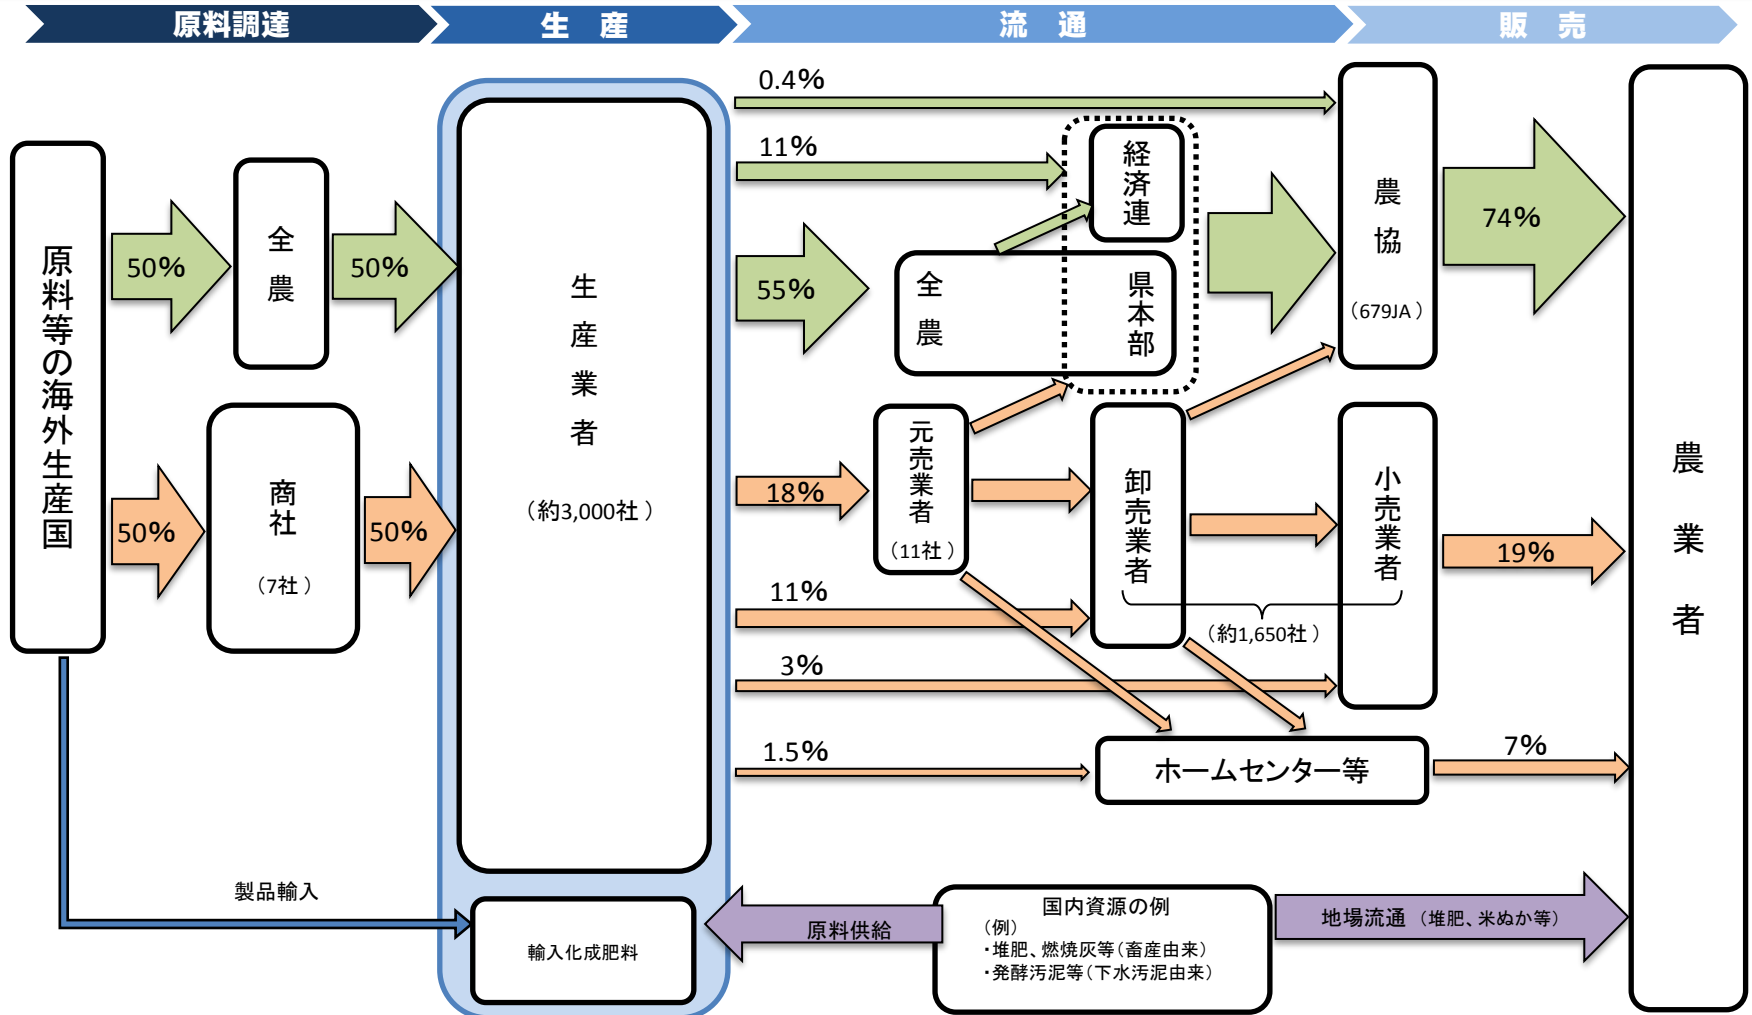 原料調達
生　産
流　通
販　売
原料等の海外生産国
50%
全農
50%
50%
商社
（7社）
50%
製品輸入
生産業者
（約3,000社）
輸入化成肥料
0.4%
11%
55%
18%
11%
3%
1.5%
経済連
全農
県本部
元売業者
（11社）
卸売業者
小売業者
（約1,650社）
ホームセンター等
農協
（679JA）
74%
19%
7%
農業者
原料供給
国内資源の例
（例）
・堆肥、燃焼灰等（畜産由来）
・発酵汚泥等（下水汚泥由来）
地場流通（堆肥、米ぬか等）